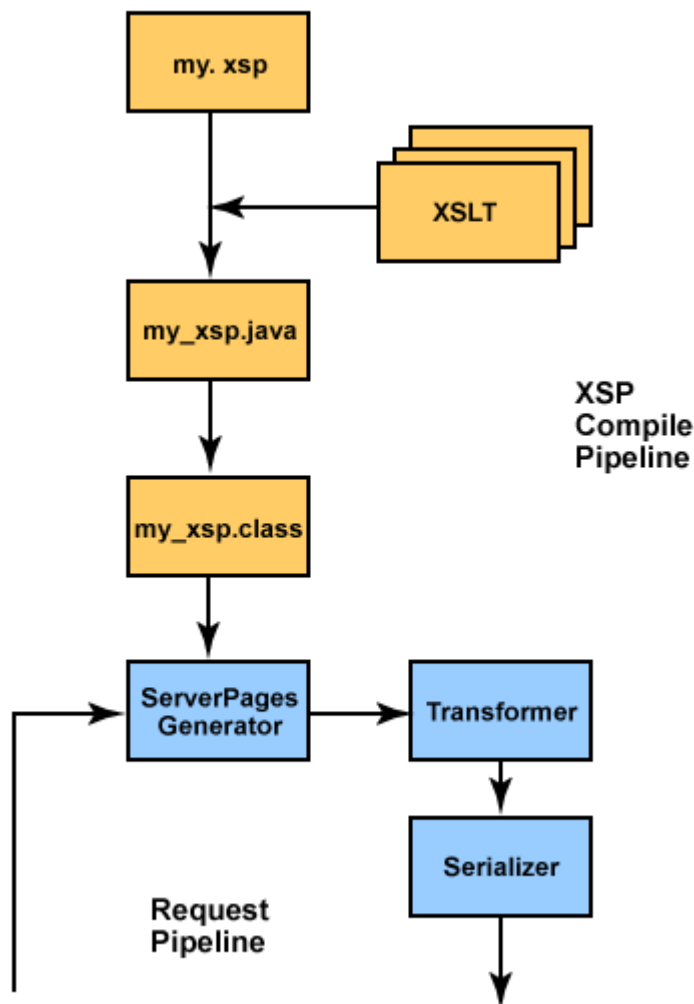 my. xsp
XSLT
my_xsp.java
XSP
Compile
Pipeline
my_xsp.class
ServerPages
Generator
Transformer
Serializer
Request
Pipeline